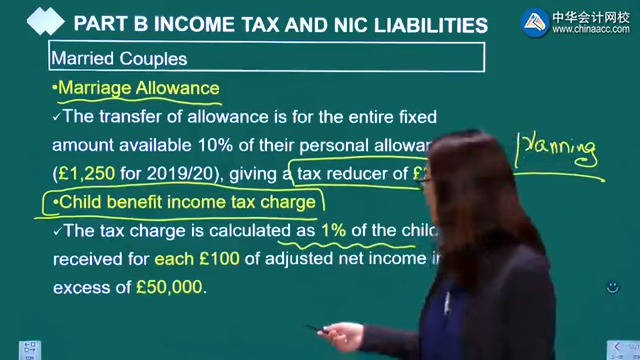 PART B INCOME TAX AND NIC LIABILITIES
中华会计网校
www.chinaacc.com
Married Couples
•Marriage Allowance
✓The transfer of allowance is for the entire fixed
amount available 10% of their personal
planning
(£1,250 for 2019/20), giving a tax reducer of
•Child benefit income tax charge
✓The tax charge is calculated as 1% of the
received for each £100 of adjusted net income
excess of £50,000.